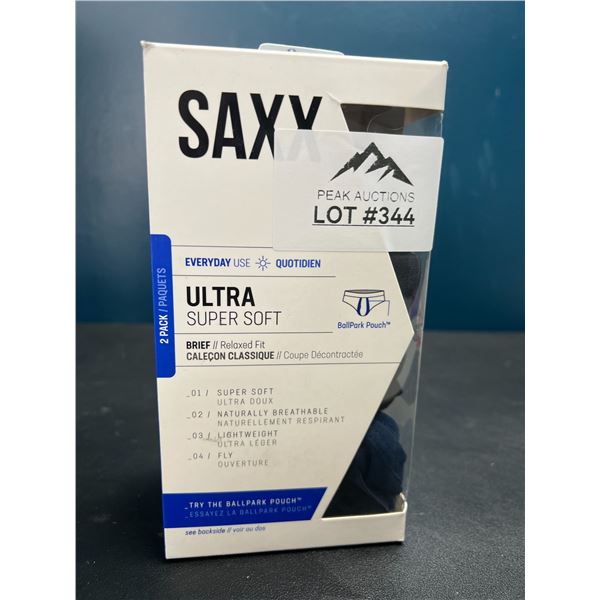 SAXX
PEAK AUCTIONS
LOT #344
2 PACK / PAQUETS
EVERYDAY USE QUOTIDIEN
ULTRA
SUPER SOFT
BallPark Pouch™
BRIEF // Relaxed Fit
CALEÇON CLASSIQUE // Coupe Décontractée
_01 / SUPER SOFT
ULTRA DOUX
_02 / NATURALLY BREATHABLE
NATURELLEMENT RESPIRANT
_03 / LIGHTWEIGHT
ULTRA LÉGER
_04 / FLY
OUVERTURE
_TRY THE BALLPARK POUCH™
_ESSAYEZ LA BALLPARK POUCH™
see backside // voir au dos